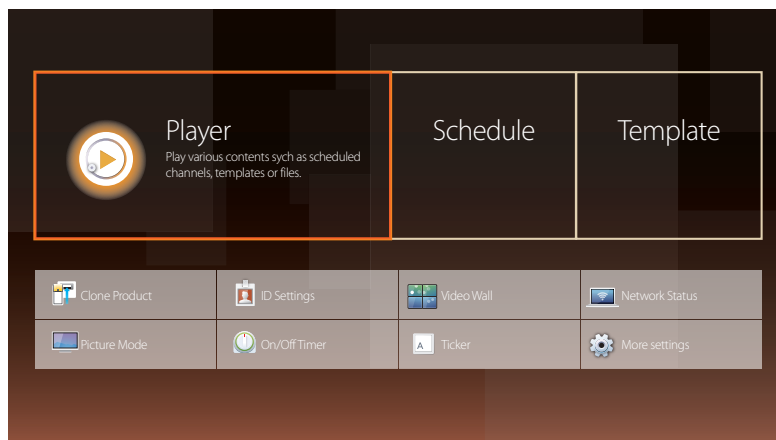 Player
Play various contents sych as scheduled
channels, templates or files.
Schedule
Template
Clone Product
ID Settings
Video Wall
Network Status
Picture Mode
On/Off Timer
A
Ticker
More settings